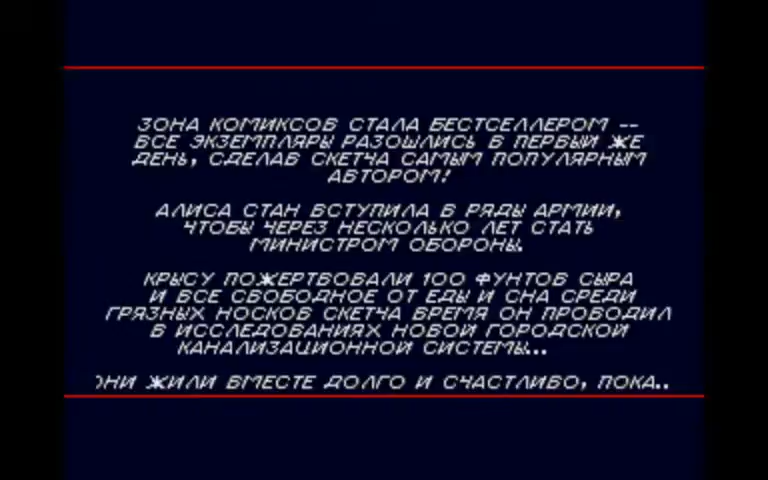 ЗОНА КОМИКСОВ СТАЛА БЕСТСЕЛЛЕРОМ --
ВСЕ ЭКЗЕМПЛЯРЫ РАЗОШЛИСЬ В ПЕРВЫЙ ЖЕ
ДЕНЬ, СДЕЛАВ СКЕТЧА САМЫМ ПОПУЛЯРНЫМ
АВТОРОМ!
АЛИСА СТАН ВСТУПИЛА В РЯДЫ АРМИИ,
ЧТОБЫ ЧЕРЕЗ НЕСКОЛЬКО ЛЕТ СТАТЬ
МИНИСТРОМ ОБОРОНЫ.
КРЫСУ ПОЖЕРТВОВАЛИ 100 ФУНТОВ СЫРА
И ВСЕ СВОБОДНОЕ ОТ ЕДЫ И СНА СРЕДИ
ГРЯЗНЫХ НОСКОВ СКЕТЧА ВРЕМЯ ОН ПРОВОДИЛ
В ИССЛЕДОВАНИЯХ НОВОЙ ГОРОДСКОЙ
КАНАЛИЗАЦИОННОЙ СИСТЕМЫ...
ОНИ ЖИЛИ ВМЕСТЕ ДОЛГО И СЧАСТЛИВО, ПОКА..